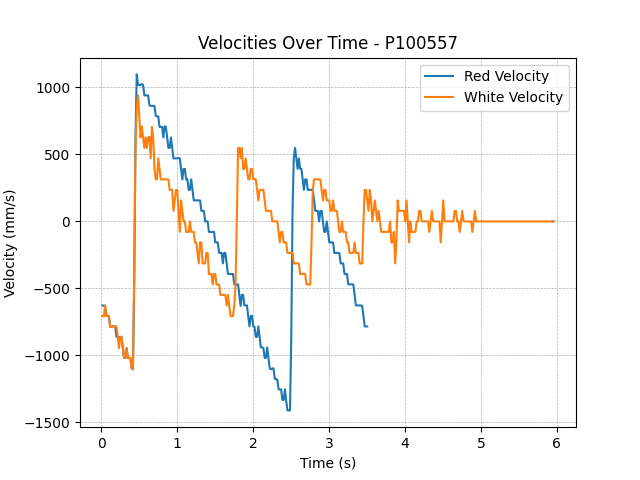 Velocities Over Time - P100557
Red Velocity
White Velocity
1000
500
0
−500
−1000
−1500
Velocity (mm/s)
0 1 2 3 4 5 6
Time (s)